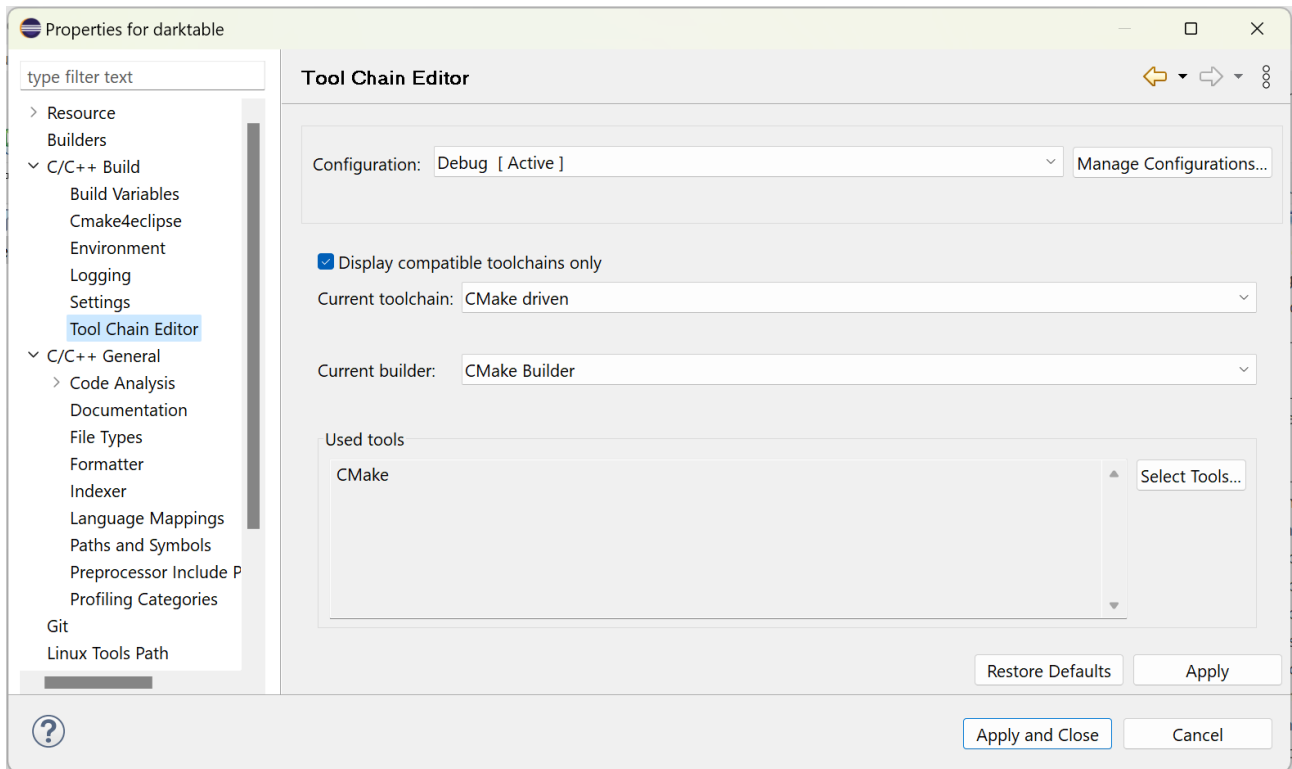 Properties for darktable
type filter text
Resource
Builders
C/C++ Build
Build Variables
Cmake4eclipse
Environment
Logging
Settings
Tool Chain Editor
C/C++ General
Code Analysis
Documentation
File Types
Formatter
Indexer
Language Mappings
Paths and Symbols
Preprocessor Include P
Profiling Categories
Git
Linux Tools Path
Tool Chain Editor
Configuration: Debug [ Active ] Manage Configurations...
Display compatible toolchains only
Current toolchain: CMake driven
Current builder: CMake Builder
Used tools
CMake
Select Tools...
Restore Defaults Apply
? Apply and Close Cancel